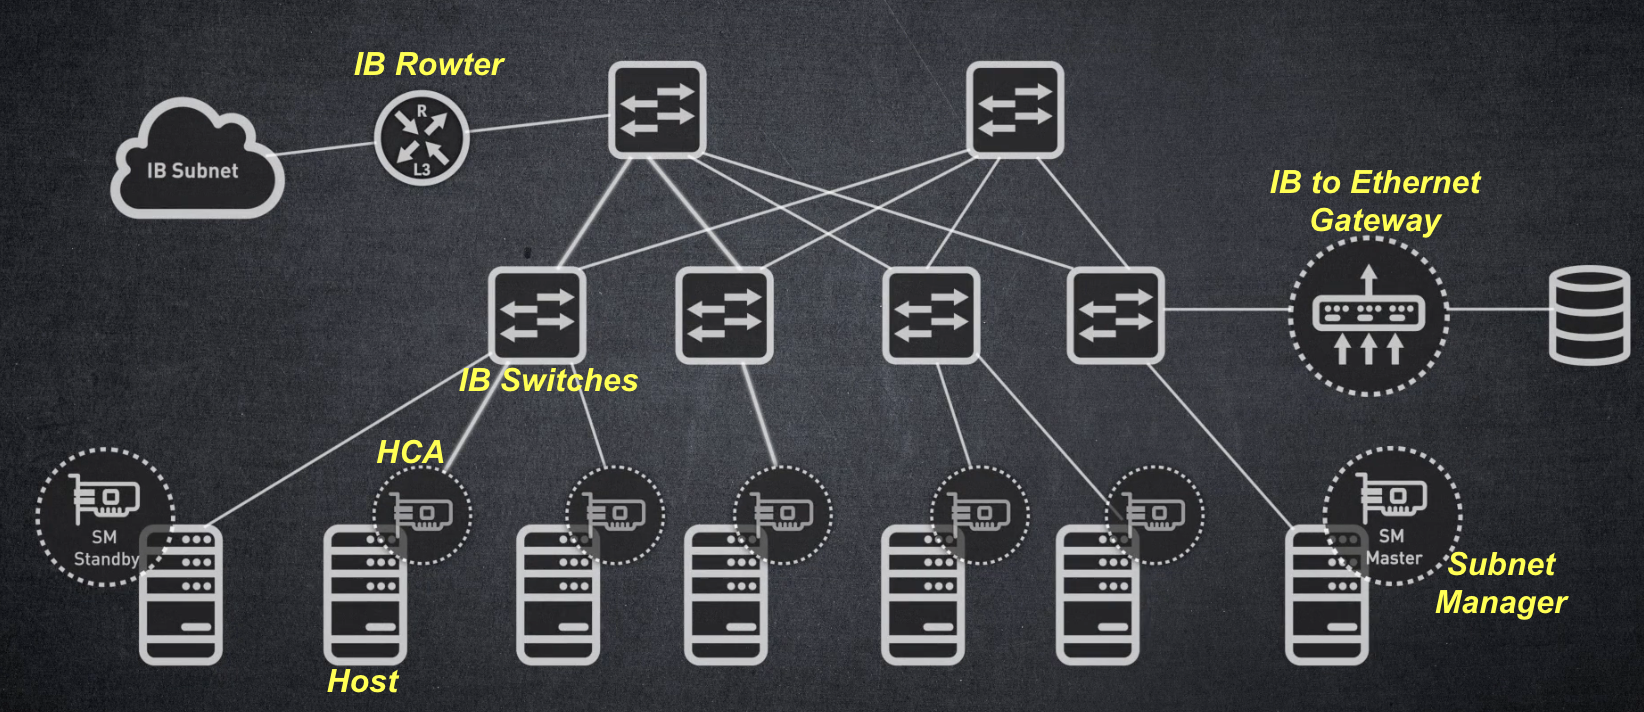 IB Rowter
R
L3
IB Subnet
IB to Ethernet
Gateway
IB Switches
HCA
SM
Standby
SM
Master
Subnet
Manager
Host